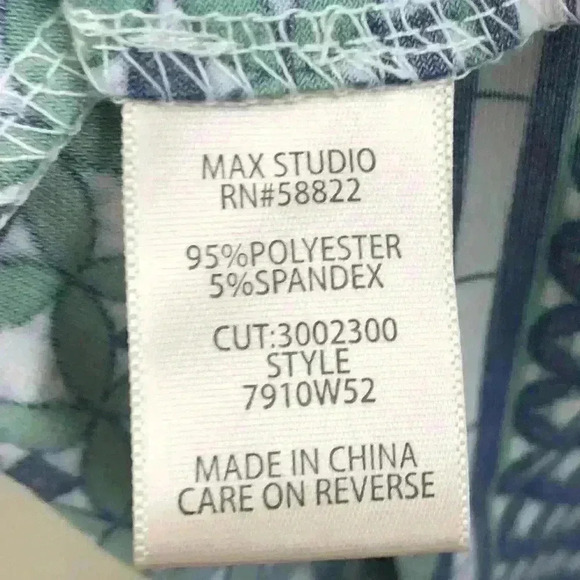 MAX STUDIO
RN#58822
95%POLYESTER
5%SPANDEX
CUT:3002300
STYLE
7910W52
MADE IN CHINA
CARE ON REVERSE